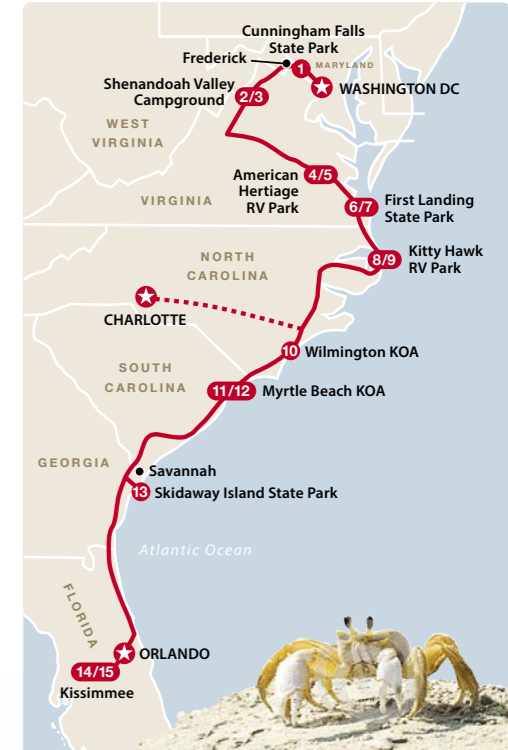 Cunningham Falls
State Park
Frederick
1
MARYLAND
WASHINGTON DC
Shenandoah Valley
Campground
2/3
WEST
VIRGINIA
American
Hertiage
RV Park
4/5
VIRGINIA
6/7
First Landing
State Park
8/9
Kitty Hawk
RV Park
NORTH
CAROLINA
CHARLOTTE
10
Wilmington KOA
SOUTH
CAROLINA
11/12
Myrtle Beach KOA
GEORGIA
Savannah
13
Skidaway Island State Park
Atlantic Ocean
FLORIDA
ORLANDO
14/15
Kissimmee